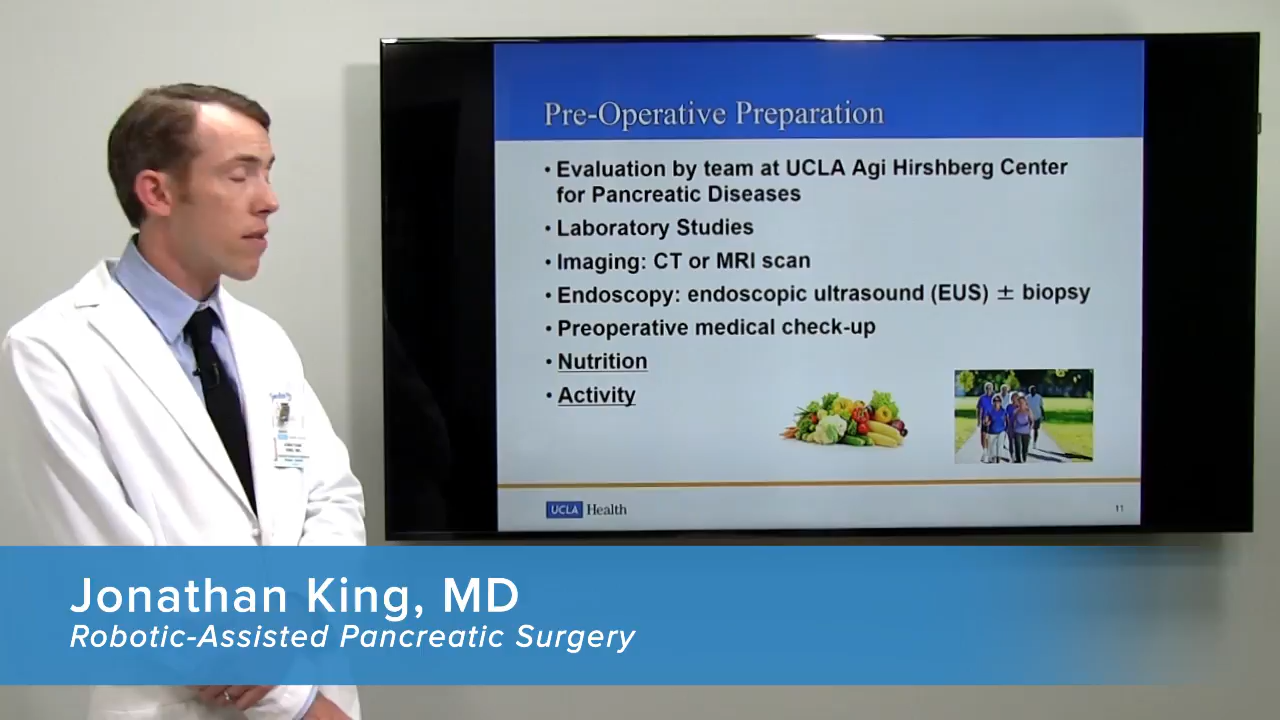 Pre-Operative Preparation
• Evaluation by team at UCLA Agi Hirshberg Center
for Pancreatic Diseases
• Laboratory Studies
• Imaging: CT or MRI scan
• Endoscopy: endoscopic ultrasound (EUS) ± biopsy
• Preoperative medical check-up
• Nutrition
• Activity
UCLA Health
11
Jonathan King, MD
Robotic-Assisted Pancreatic Surgery